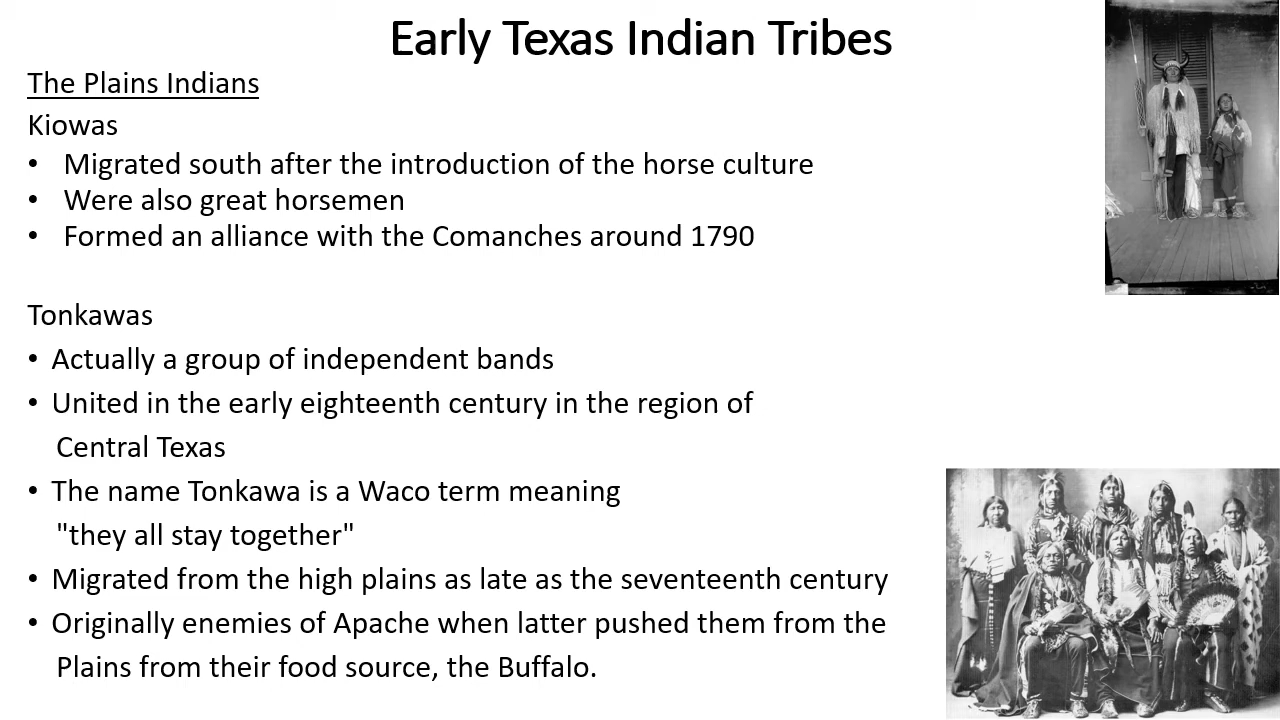 Early Texas Indian Tribes
The Plains Indians
Kiowas
• Migrated south after the introduction of the horse culture
• Were also great horsemen
• Formed an alliance with the Comanches around 1790
Tonkawas
• Actually a group of independent bands
• United in the early eighteenth century in the region of
Central Texas
• The name Tonkawa is a Waco term meaning
"they all stay together"
• Migrated from the high plains as late as the seventeenth century
• Originally enemies of Apache when latter pushed them from the
Plains from their food source, the Buffalo.